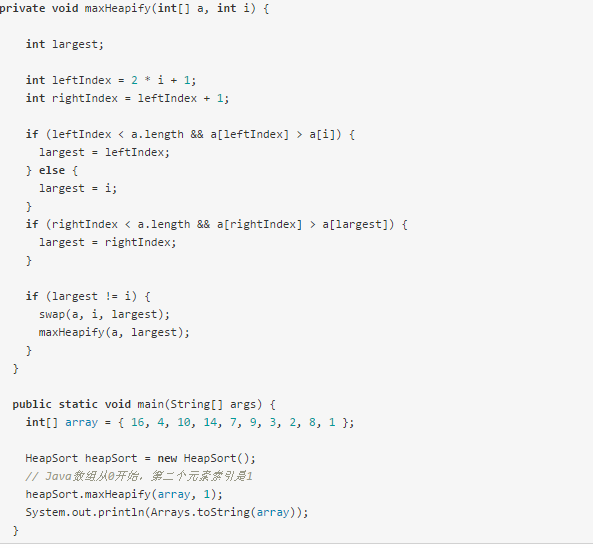 private void maxHeapify(int[] a, int i) {
int largest;
int leftIndex = 2 * i + 1;
int rightIndex = leftIndex + 1;
if (leftIndex < a.length && a[leftIndex] > a[i]) {
largest = leftIndex;
} else {
largest = i;
}
if (rightIndex < a.length && a[rightIndex] > a[largest]) {
largest = rightIndex;
}
if (largest != i) {
swap(a, i, largest);
maxHeapify(a, largest);
}
}
public static void main(String[] args) {
int[] array = { 16, 4, 10, 14, 7, 9, 3, 2, 8, 1 };
HeapSort heapSort = new HeapSort();
// Java数组从0开始，第二个元素索引是1
heapSort.maxHeapify(array, 1);
System.out.println(Arrays.toString(array));
}